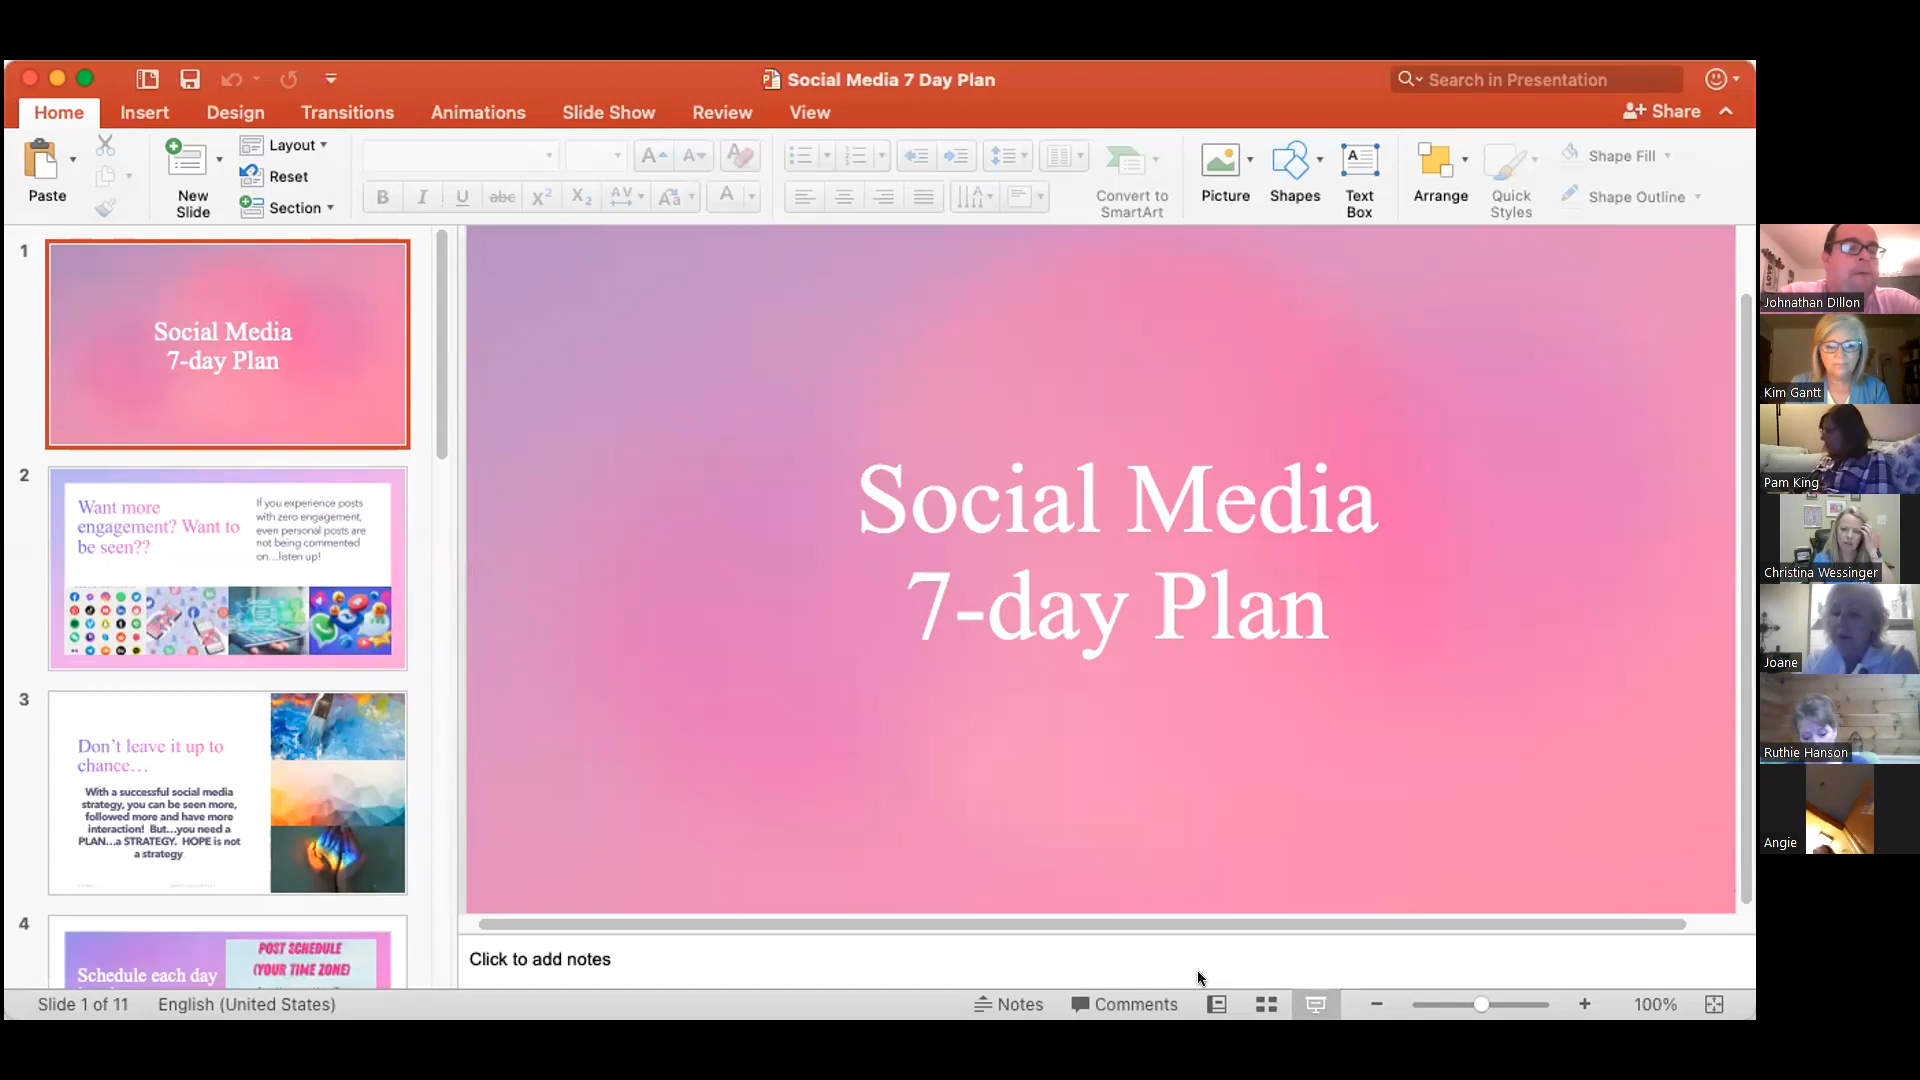 Social Media 7 Day Plan
Search in Presentation
Home Insert Design Transitions Animations Slide Show Review View
Share
Paste
New
Slide
Layout
Reset
Section
B I U abc X² X₂ AV Aa A
Convert to
SmartArt
Picture
Shapes
Text
Box
Arrange
Quick
Styles
Shape Fill
Shape Outline
1
Social Media
7-day Plan
2
Want more
engagement? Want to
be seen??
If you experience posts
with zero engagement,
even personal posts are
not being commented
on...listen up!
3
Don't leave it up to
chance...
With a successful social media
strategy, you can be seen more,
followed more and have more
interaction! But...you need a
PLAN...a STRATEGY. HOPE is not
a strategy
4
Schedule each day
POST SCHEDULE
(YOUR TIME ZONE)
Social Media
7-day Plan
Click to add notes
Slide 1 of 11
English (United States)
Notes
Comments
100%
Johnathan DIllon
Kim Gantt
Pam King
Christina Wessinger
Joane
Ruthie Hanson
Angie